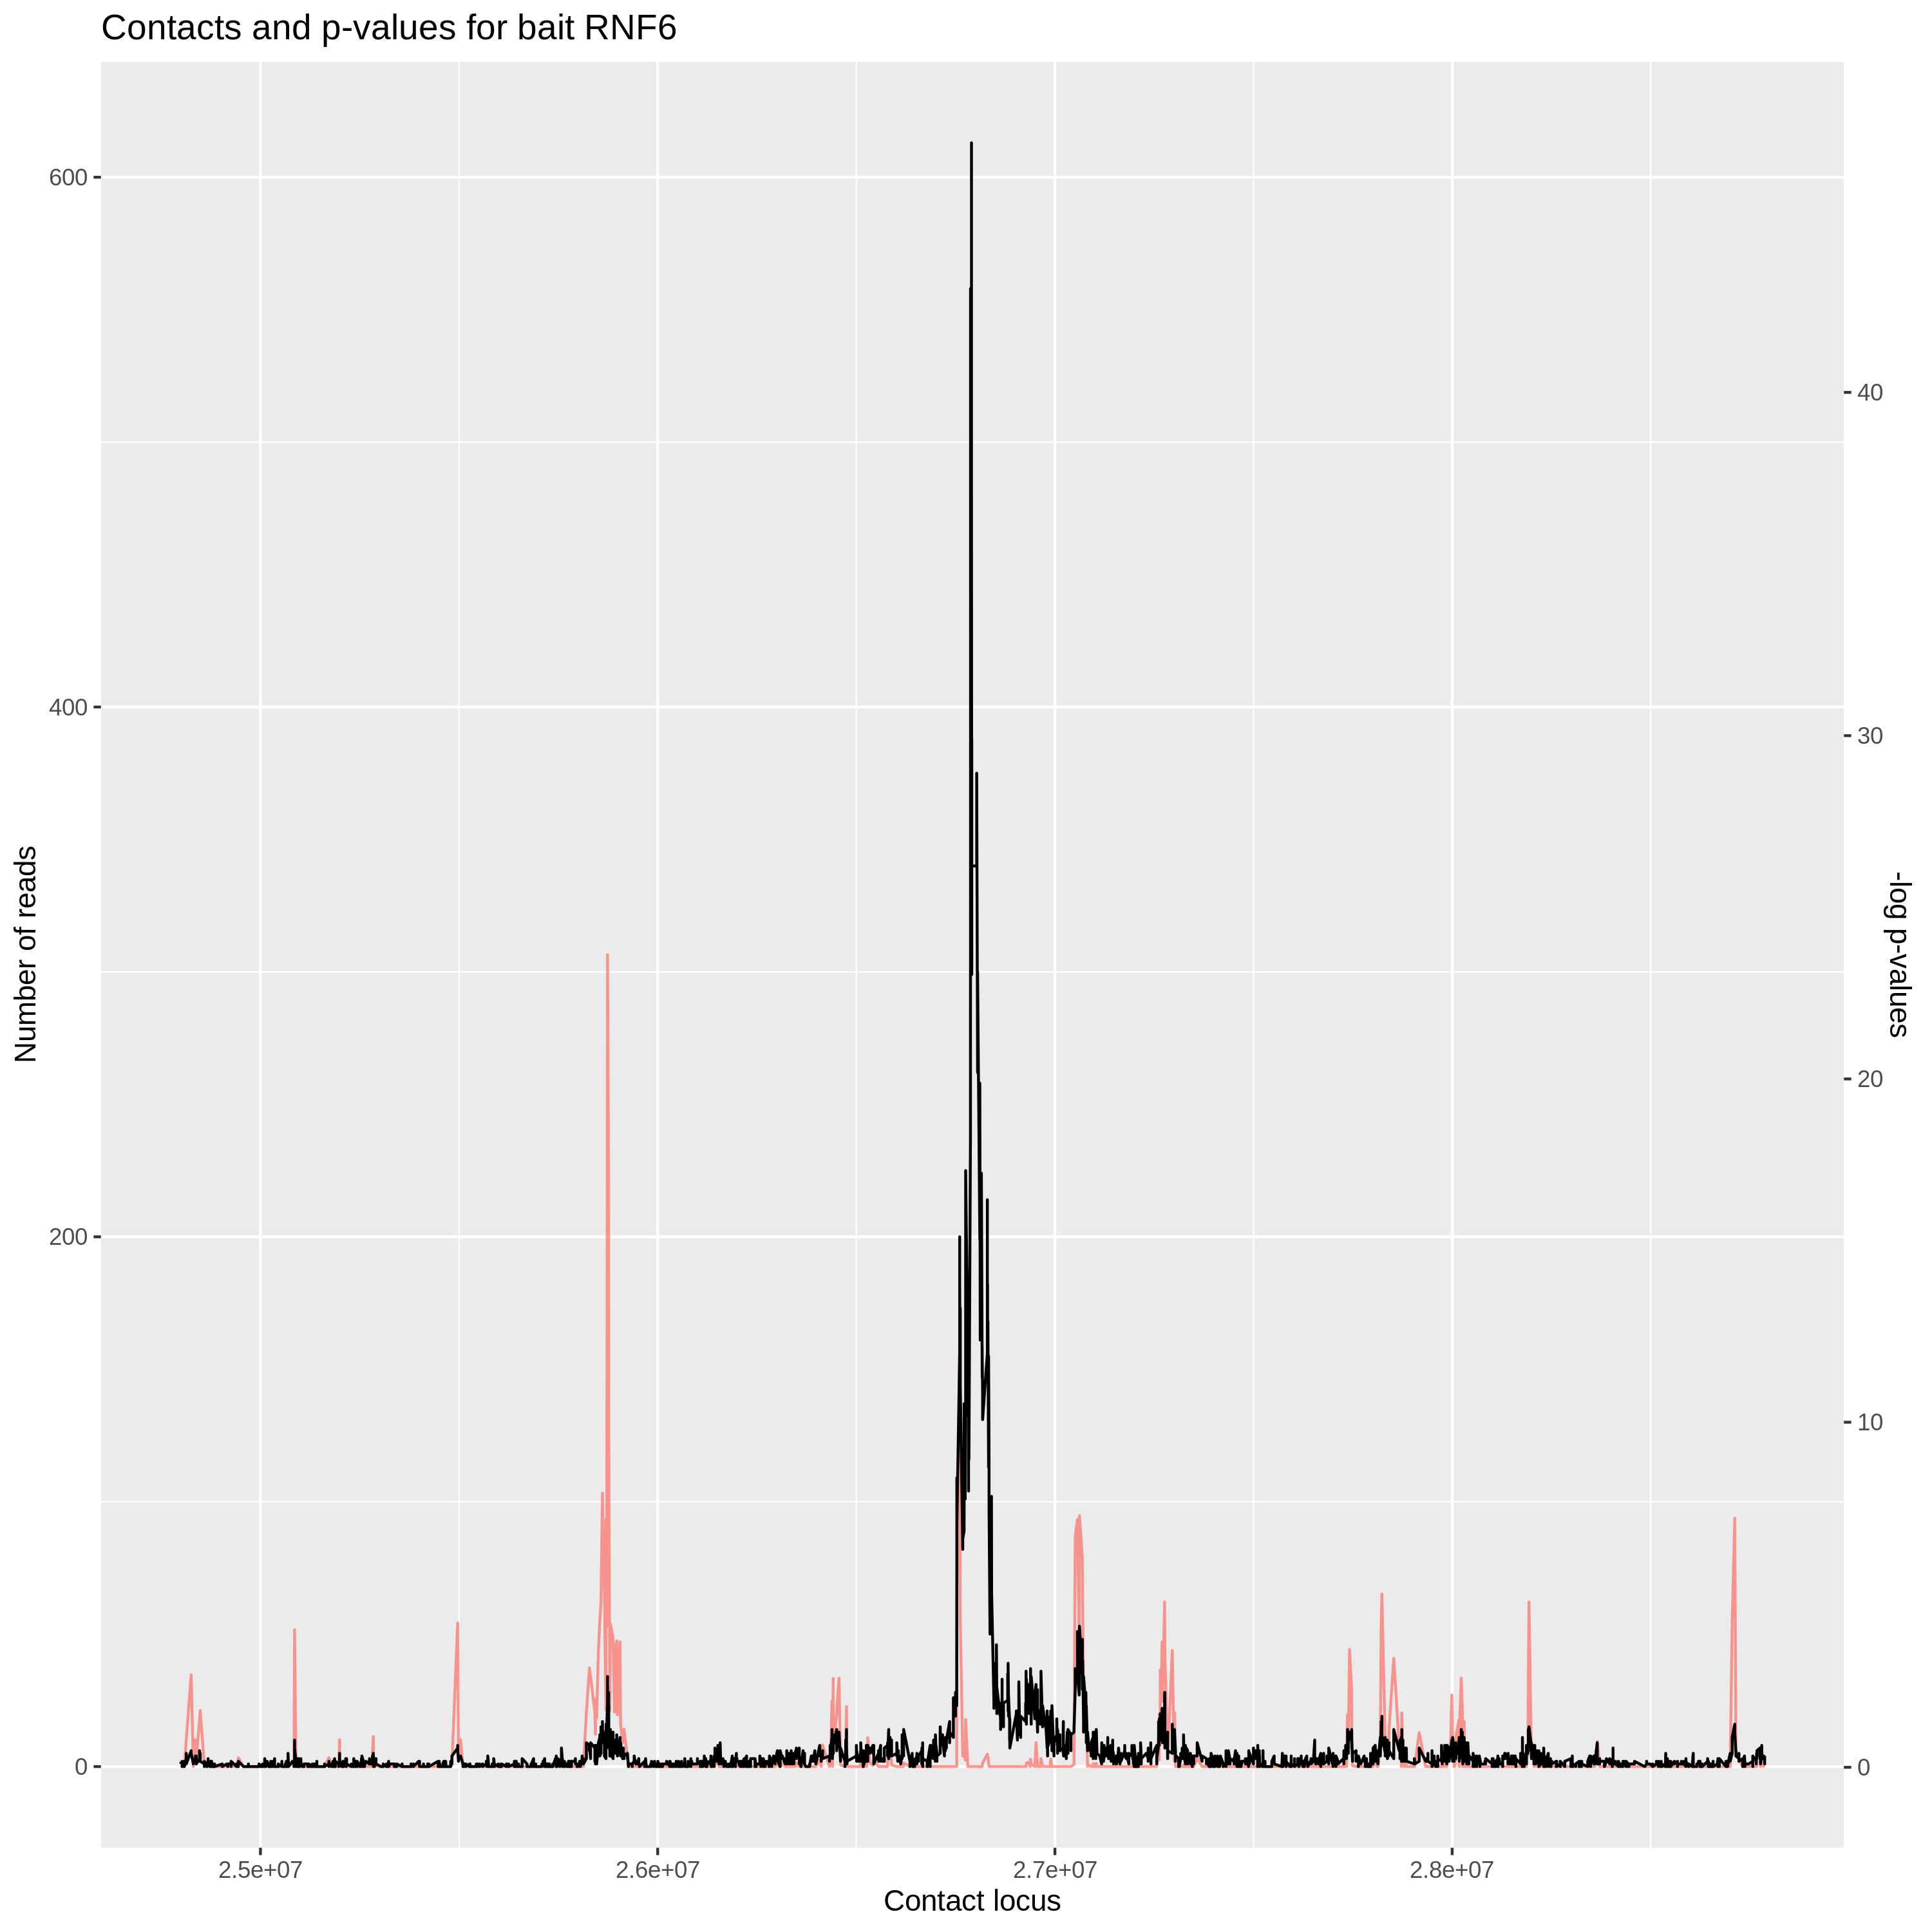 Contacts and p-values for bait RNF6
600
400
200
0
Number of reads
40
30
20
10
0
-log p-values
2.5e+07 2.6e+07 2.7e+07 2.8e+07
Contact locus